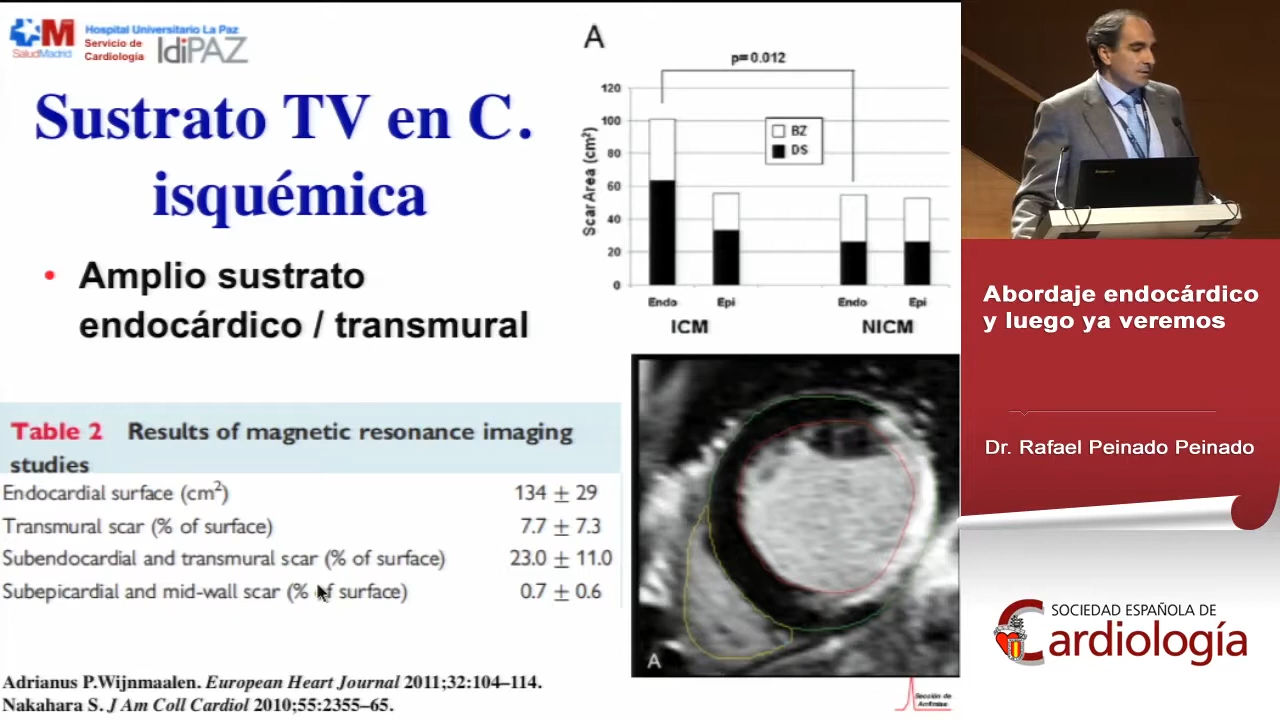 M
SaludMadrid
Hospital Universitario La Paz
Servicio de
Cardiología
IdiPAZ
Sustrato TV en C.
isquémica
• Amplio sustrato
endocárdico / transmural
A
p=0.012
120
100
80
60
40
20
0
Scar Area (cm²)
BZ
DS
Endo
Epi
Endo
Epi
ICM
NICM
Table 2 Results of magnetic resonance imaging
studies
Endocardial surface (cm²) 134 ± 29
Transmural scar (% of surface) 7.7 ± 7.3
Subendocardial and transmural scar (% of surface) 23.0 ± 11.0
Subepicardial and mid-wall scar (% of surface) 0.7 ± 0.6
A
Adrianus P.Wijnmaalen. European Heart Journal 2011;32:104–114.
Nakahara S. J Am Coll Cardiol 2010;55:2355–65.
Sección de
Arritmias
Abordaje endocárdico
y luego ya veremos
Dr. Rafael Peinado Peinado
SOCIEDAD ESPAÑOLA DE
Cardiología